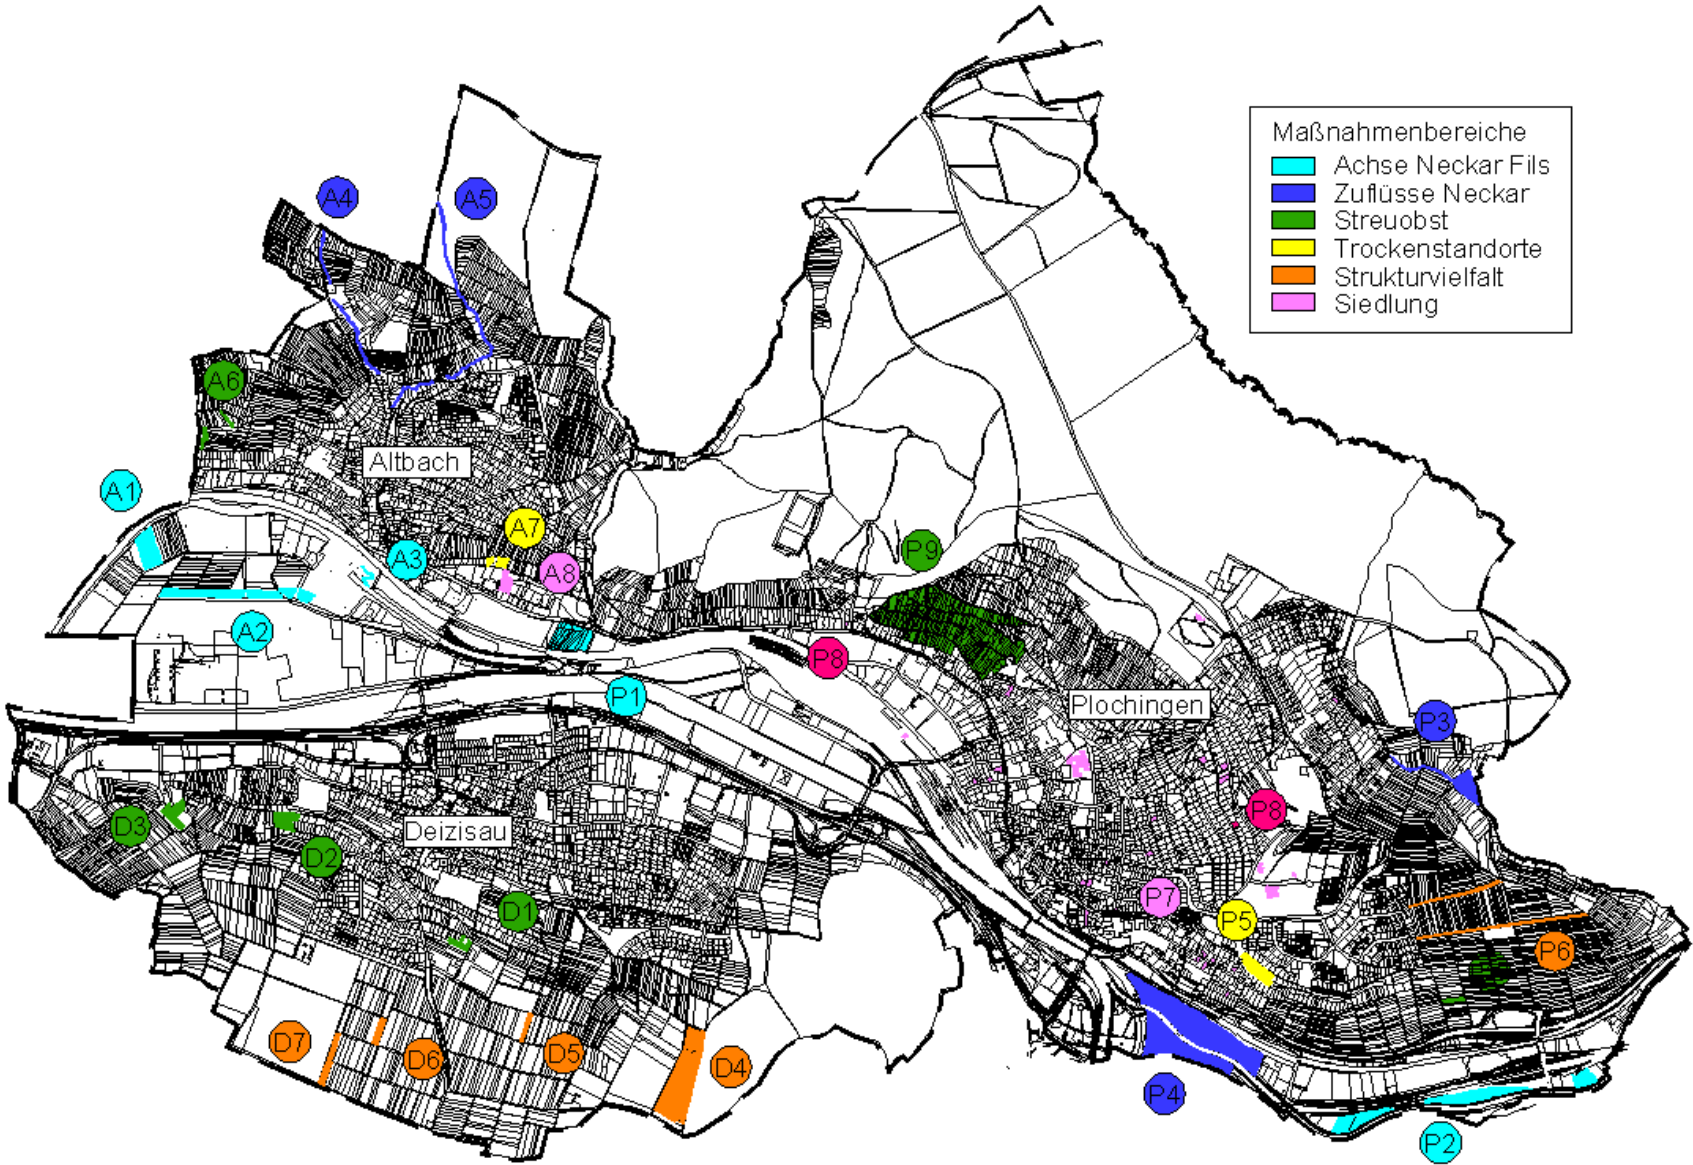 Maßnahmenbereiche
Achse Neckar Fils
Zuflüsse Neckar
Streuobst
Trockenstandorte
Strukturvielfalt
Siedlung
A4
A5
A6
Altbach
A1
A7
A3
A8
P9
A2
P8
P1
Plochingen
P3
P8
D3
Deizisau
D2
P7
D1
P5
P6
D7
D6
D5
D4
P4
P2